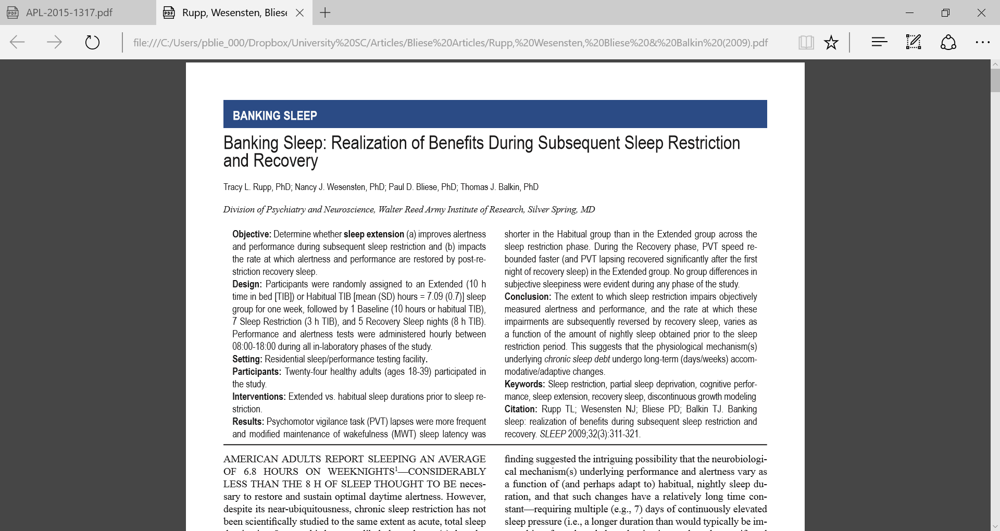 APL-2015-1317.pdf
Rupp, Wesensten, Bliese
file:///C:/Users/pblie_000/Dropbox/University%20SC/Articles/Bliese%20Articles/Rupp,%20Wesensten,%20Bliese%20&%20Balkin%20(2009).pdf
BANKING SLEEP
Banking Sleep: Realization of Benefits During Subsequent Sleep Restriction
and Recovery
Tracy L. Rupp, PhD; Nancy J. Wesensten, PhD; Paul D. Bliese, PhD; Thomas J. Balkin, PhD
Division of Psychiatry and Neuroscience, Walter Reed Army Institute of Research, Silver Spring, MD
Objective: Determine whether sleep extension (a) improves alertness
and performance during subsequent sleep restriction and (b) impacts
the rate at which alertness and performance are restored by post-re-
striction recovery sleep.
Design: Participants were randomly assigned to an Extended (10 h
time in bed [TIB]) or Habitual TIB [mean (SD) hours = 7.09 (0.7)] sleep
group for one week, followed by 1 Baseline (10 hours or habitual TIB),
7 Sleep Restriction (3 h TIB), and 5 Recovery Sleep nights (8 h TIB).
Performance and alertness tests were administered hourly between
08:00-18:00 during all in-laboratory phases of the study.
Setting: Residential sleep/performance testing facility.
Participants: Twenty-four healthy adults (ages 18-39) participated in
the study.
Interventions: Extended vs. habitual sleep durations prior to sleep re-
striction.
Results: Psychomotor vigilance task (PVT) lapses were more frequent
and modified maintenance of wakefulness (MWT) sleep latency was
shorter in the Habitual group than in the Extended group across the
sleep restriction phase. During the Recovery phase, PVT speed re-
bounded faster (and PVT lapsing recovered significantly after the first
night of recovery sleep) in the Extended group. No group differences in
subjective sleepiness were evident during any phase of the study.
Conclusion: The extent to which sleep restriction impairs objectively
measured alertness and performance, and the rate at which these
impairments are subsequently reversed by recovery sleep, varies as
a function of the amount of nightly sleep obtained prior to the sleep
restriction period. This suggests that the physiological mechanism(s)
underlying chronic sleep debt undergo long-term (days/weeks) accom-
modative/adaptive changes.
Keywords: Sleep restriction, partial sleep deprivation, cognitive perfor-
mance, sleep extension, recovery sleep, discontinuous growth modeling
Citation: Rupp TL; Wesensten NJ; Bliese PD; Balkin TJ. Banking
sleep: realization of benefits during subsequent sleep restriction and
recovery. SLEEP 2009;32(3):311-321.
AMERICAN ADULTS REPORT SLEEPING AN AVERAGE
OF 6.8 HOURS ON WEEKNIGHTS1—CONSIDERABLY
LESS THAN THE 8 H OF SLEEP THOUGHT TO BE neces-
sary to restore and sustain optimal daytime alertness. However,
despite its near-ubiquitousness, chronic sleep restriction has not
been scientifically studied to the same extent as acute, total sleep
finding suggested the intriguing possibility that the neurobiologi-
cal mechanism(s) underlying performance and alertness vary as
a function of (and perhaps adapt to) habitual, nightly sleep du-
ration, and that such changes have a relatively long time con-
stant—requiring multiple (e.g., 7) days of continuously elevated
sleep pressure (i.e., a longer duration than would typically be im-